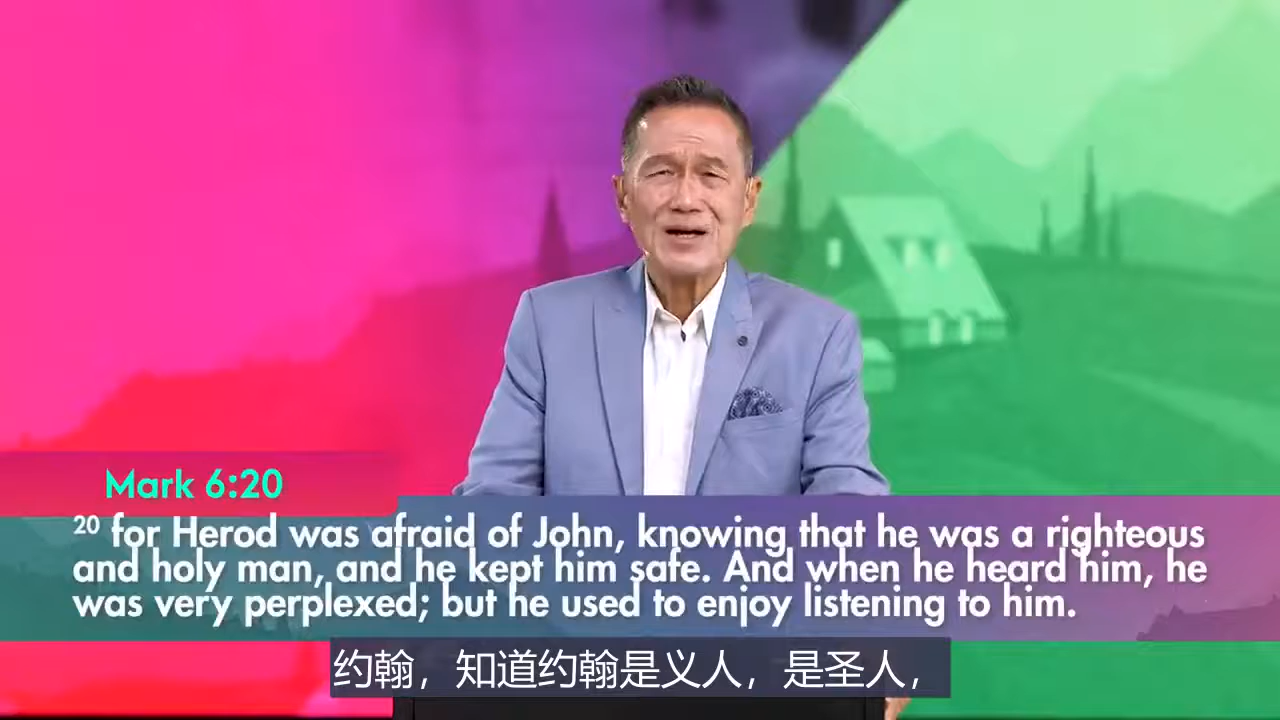 Mark 6:20
20 for Herod was afraid of John, knowing that he was a righteous
and holy man, and he kept him safe. And when he heard him, he
was very perplexed; but he used to enjoy listening to him.
约翰，知道约翰是义人，是圣人，